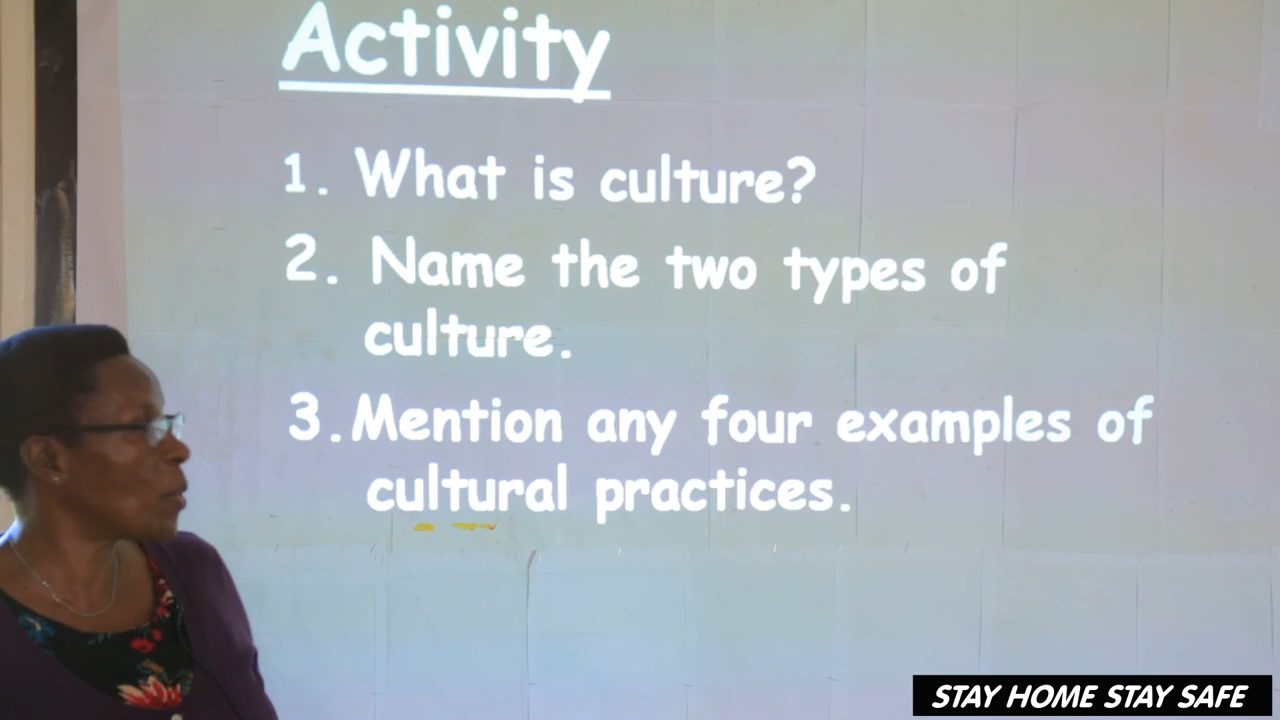 Activity
1. What is culture?
2. Name the two types of
culture.
3. Mention any four examples of
cultural practices.
STAY HOME STAY SAFE